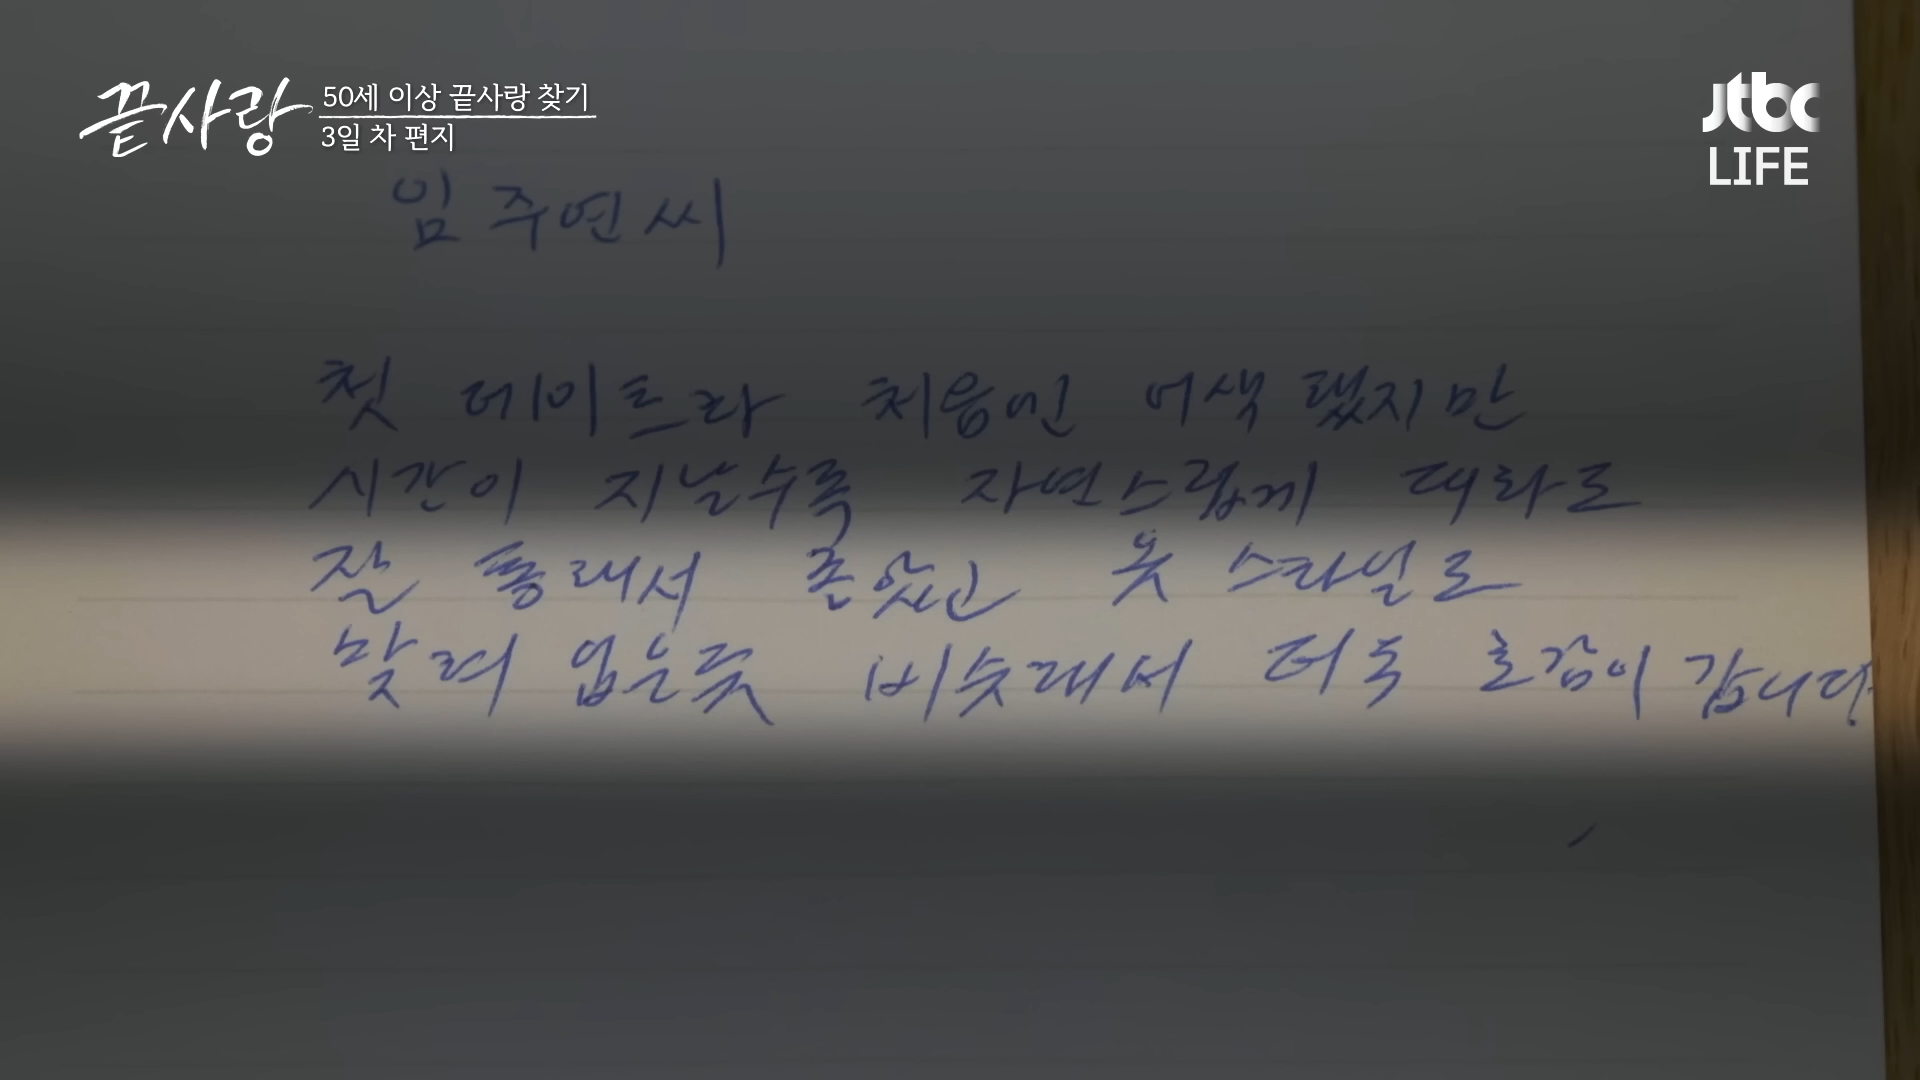 끝사랑
50세 이상 끝사랑 찾기
3일 차 편지
jtbc
LIFE
임주연씨
첫 데이트라 처음엔 어색했지만
시간이 지날수록 자연스럽게 대화도
잘 통해서 좋았고 옷 스타일도
맞혀 입은듯 비슷해서 더욱 호감이 갑니다